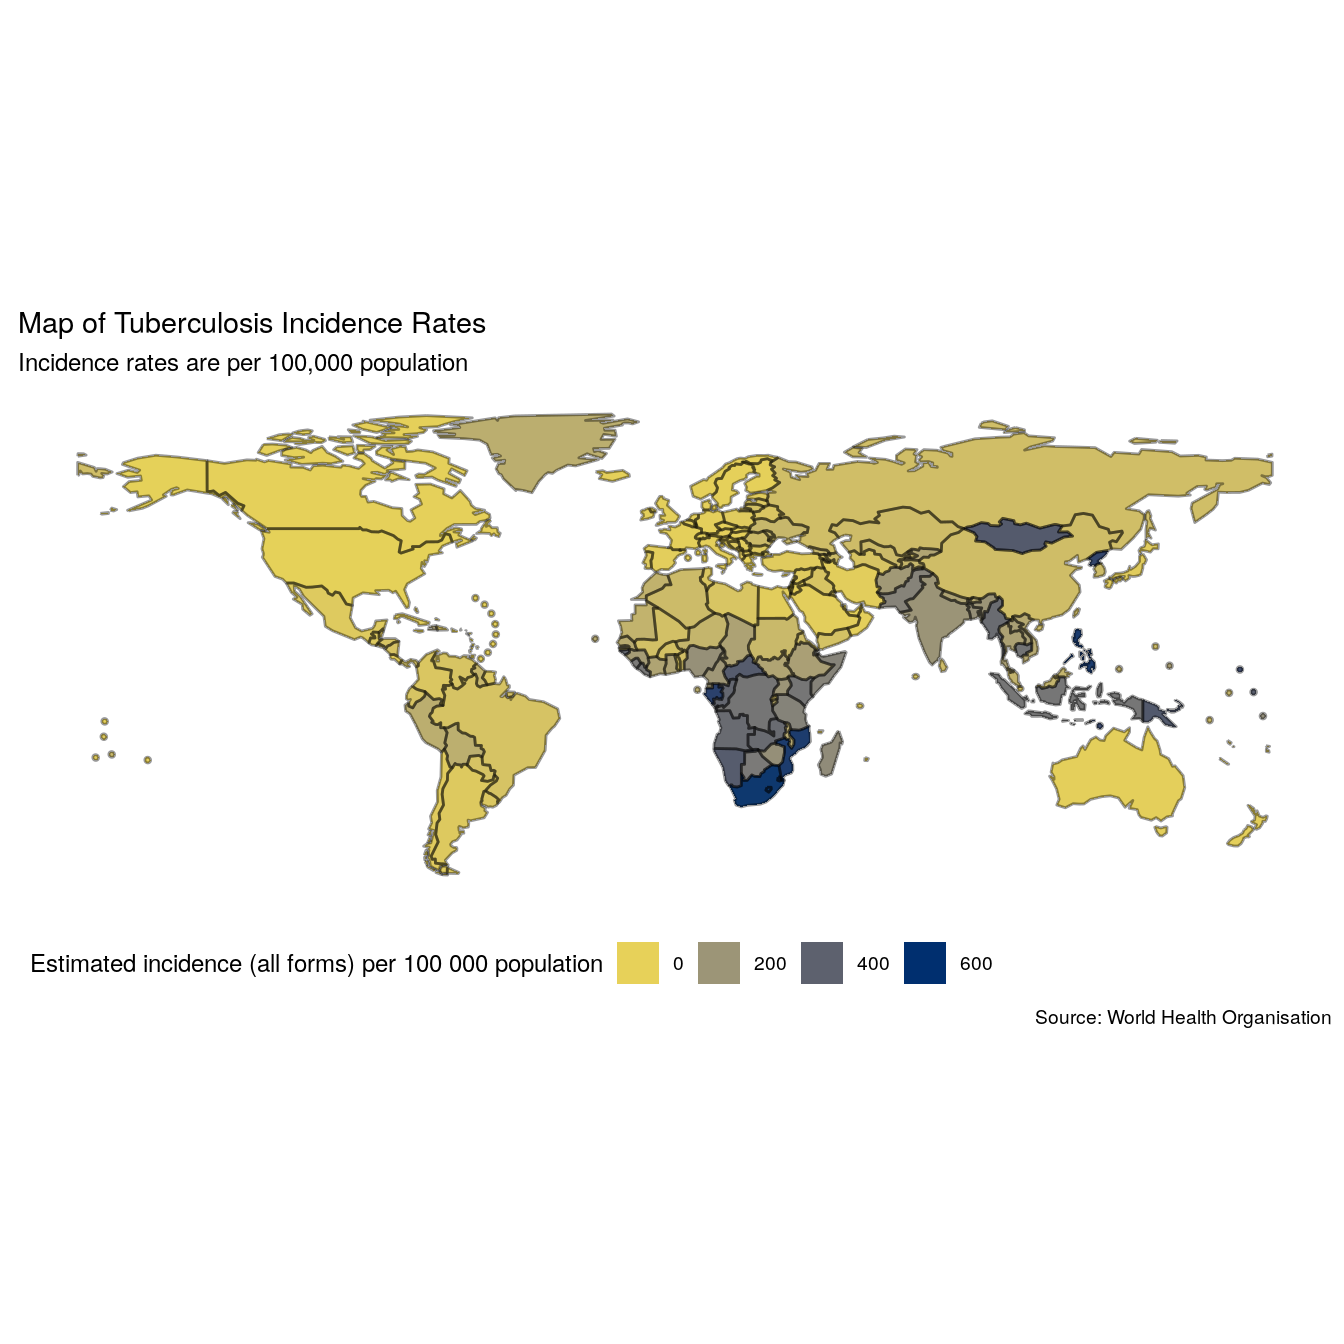 Map of Tuberculosis Incidence Rates
Incidence rates are per 100,000 population
Estimated incidence (all forms) per 100 000 population 0 200 400 600
Source: World Health Organisation